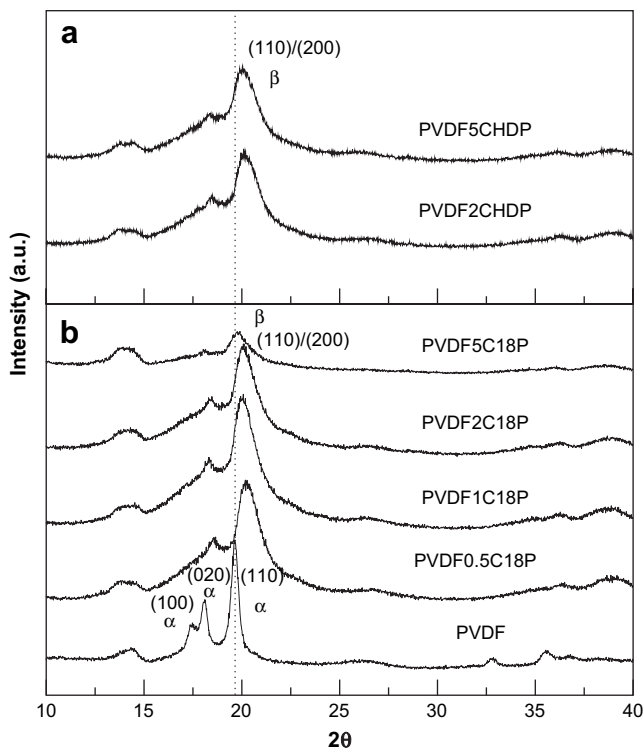 a
(110)/(200)
β
PVDF5CHDP
PVDF2CHDP
Intensity (a.u.)
b
β
(110)/(200)
PVDF5C18P
PVDF2C18P
PVDF1C18P
PVDF0.5C18P
(020)
(110)
(100)
α
α
α
PVDF
10 15 20 25 30 35 40
2θ